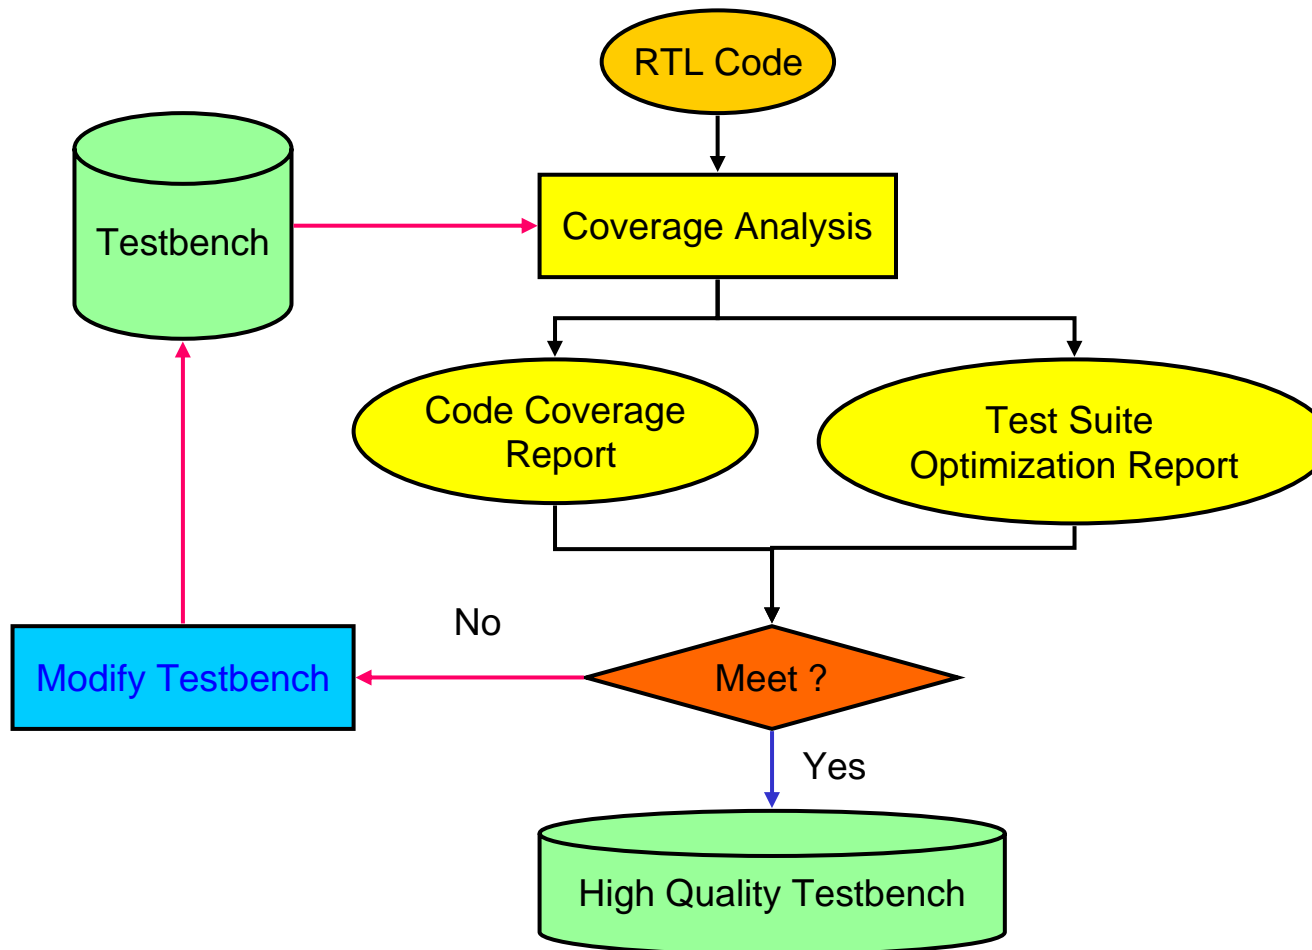 RTL Code
Testbench
Coverage Analysis
Code Coverage
Report
Test Suite
Optimization Report
No
Modify Testbench
Meet ?
Yes
High Quality Testbench